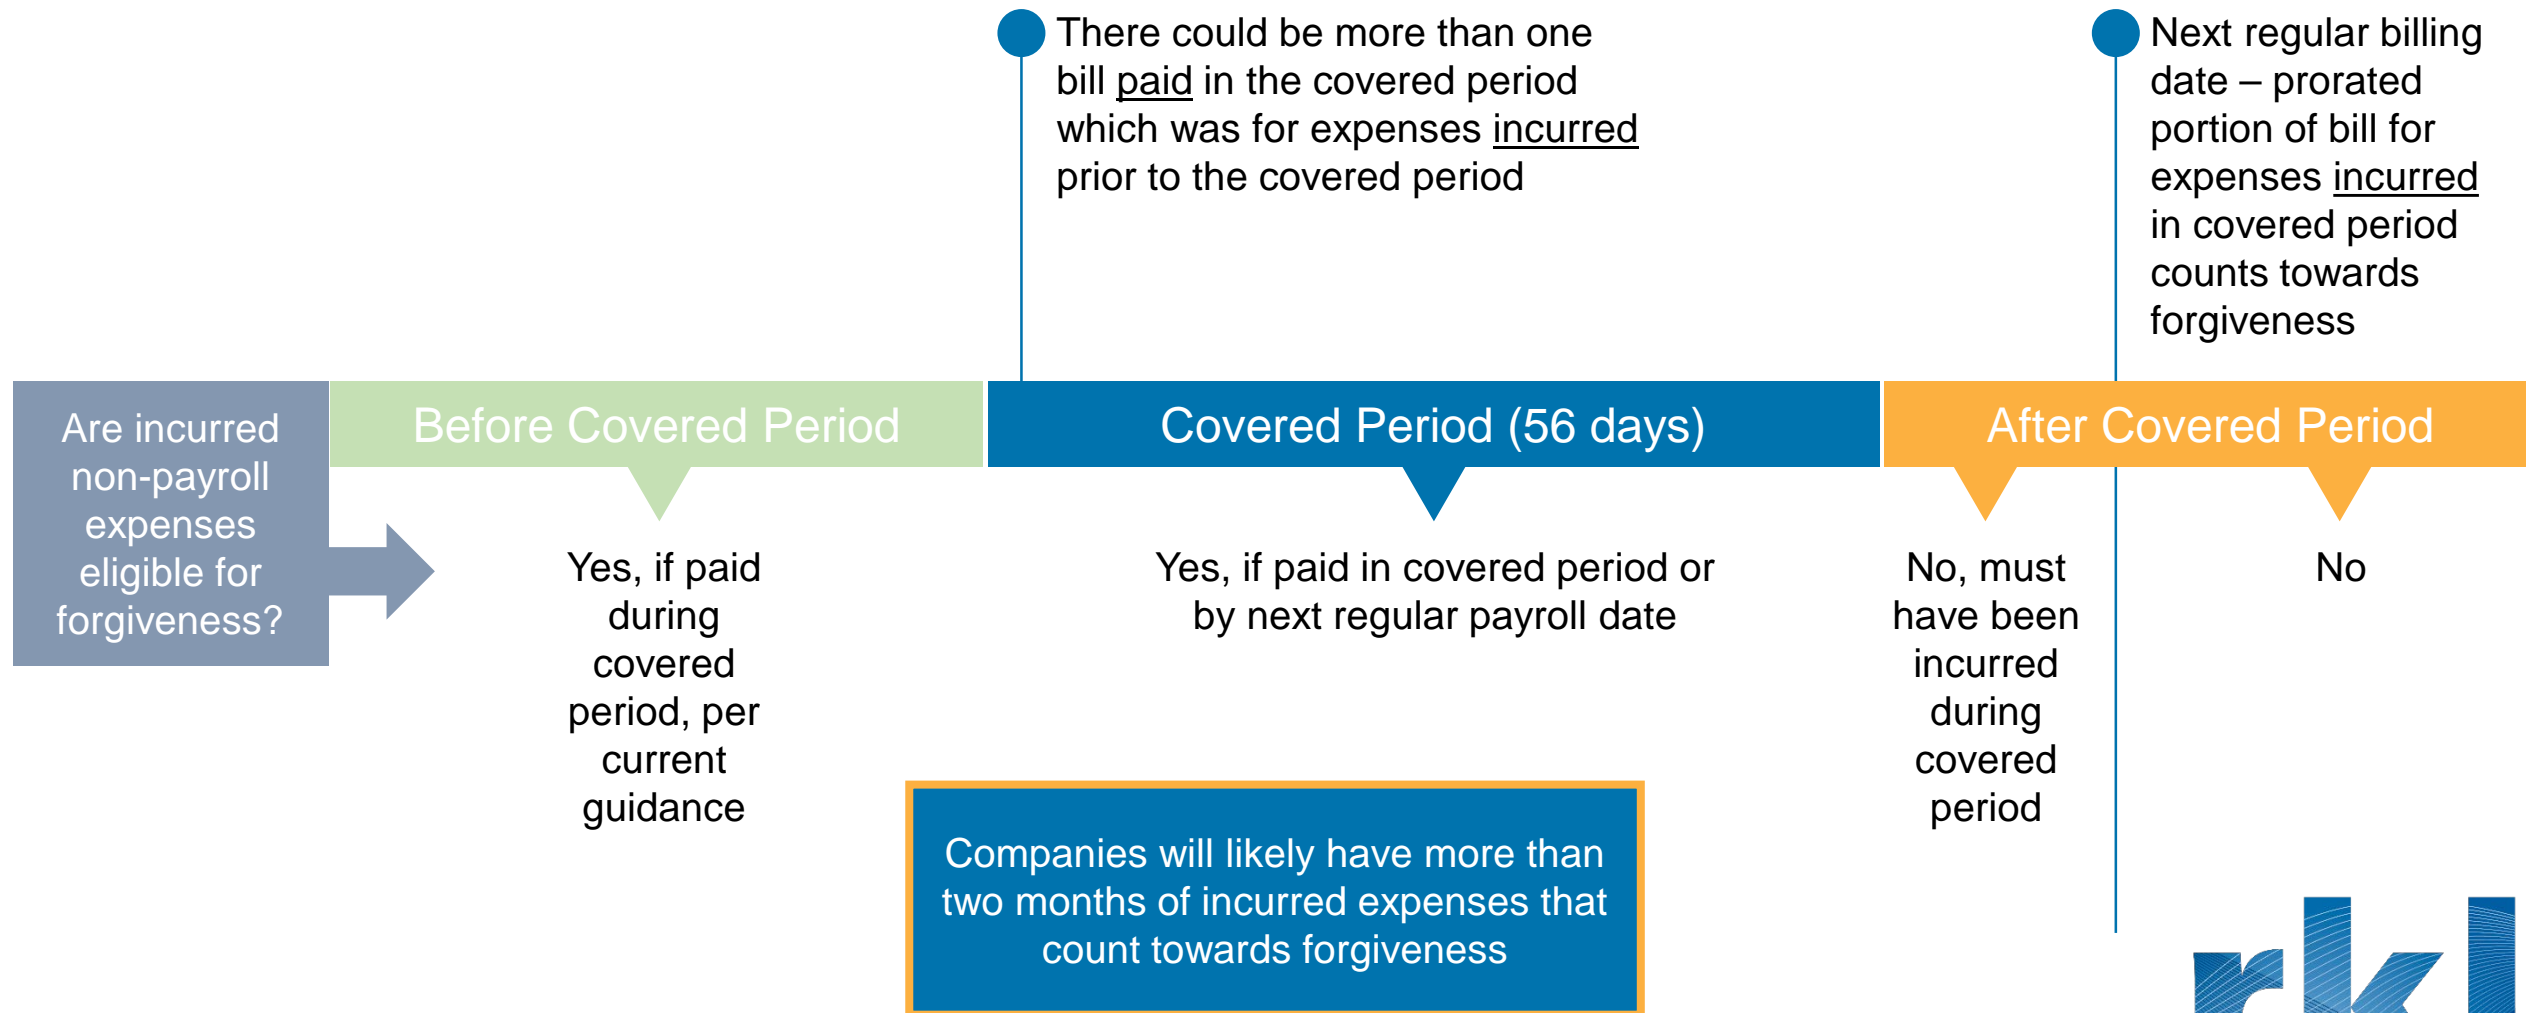 There could be more than one
bill paid in the covered period
which was for expenses incurred
prior to the covered period
Next regular billing
date – prorated
portion of bill for
expenses incurred
in covered period
counts towards
forgiveness
Are incurred
non-payroll
expenses
eligible for
forgiveness?
Before Covered Period
Covered Period (56 days)
After Covered Period
Yes, if paid
during
covered
period, per
current
guidance
Yes, if paid in covered period or
by next regular payroll date
No, must
have been
incurred
during
covered
period
No
Companies will likely have more than
two months of incurred expenses that
count towards forgiveness
rkl